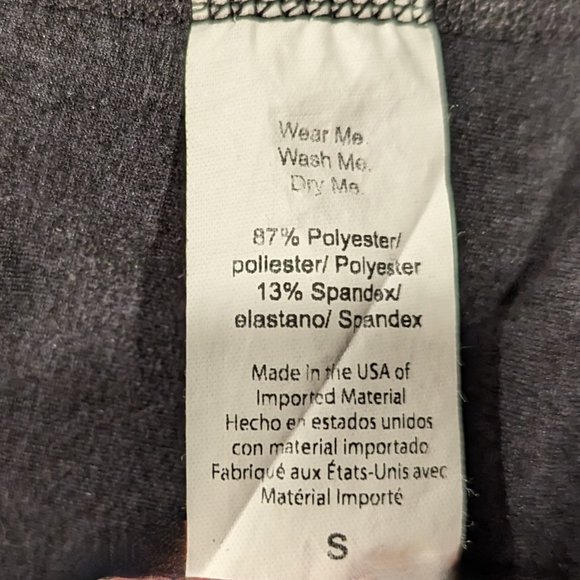 Wear Me.
Wash Me.
Dry Me.
87% Polyester/
poliester/ Polyester
13% Spandex/
elastano/ Spandex
Made in the USA of
Imported Material
Hecho en estados unidos
con material importado
Fabriqué aux États-Unis avec
Matérial Importé
S